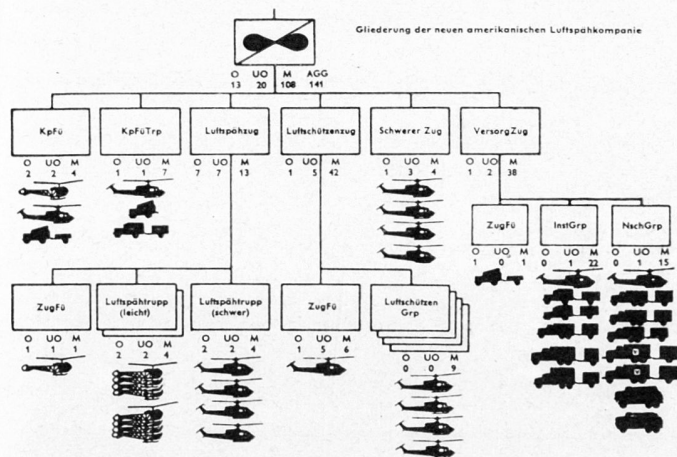 Gliederung der neuen amerikanischen Luftspähkompanie
O UO M AGG
13 20 108 141
KpFü
KpFüTrp
Luftspähzug
Luftschützenzug
Schwerer Zug
VersorgZug
O UO M
2 2 4
O UO M
1 1 7
O UO M
7 7 13
O UO M
1 5 42
O UO M
1 3 4
O UO M
1 2 38
ZugFü
InstGrp
NschGrp
O UO M
1 0 1
O UO M
0 1 22
O UO M
0 1 15
ZugFü
Luftspähtrupp
(leicht)
Luftspähtrupp
(schwer)
ZugFü
Luftschützen
Grp
O UO M
1 1 1
O UO M
2 2 4
O UO M
2 2 4
O UO M
1 5 6
O UO M
0 0 9